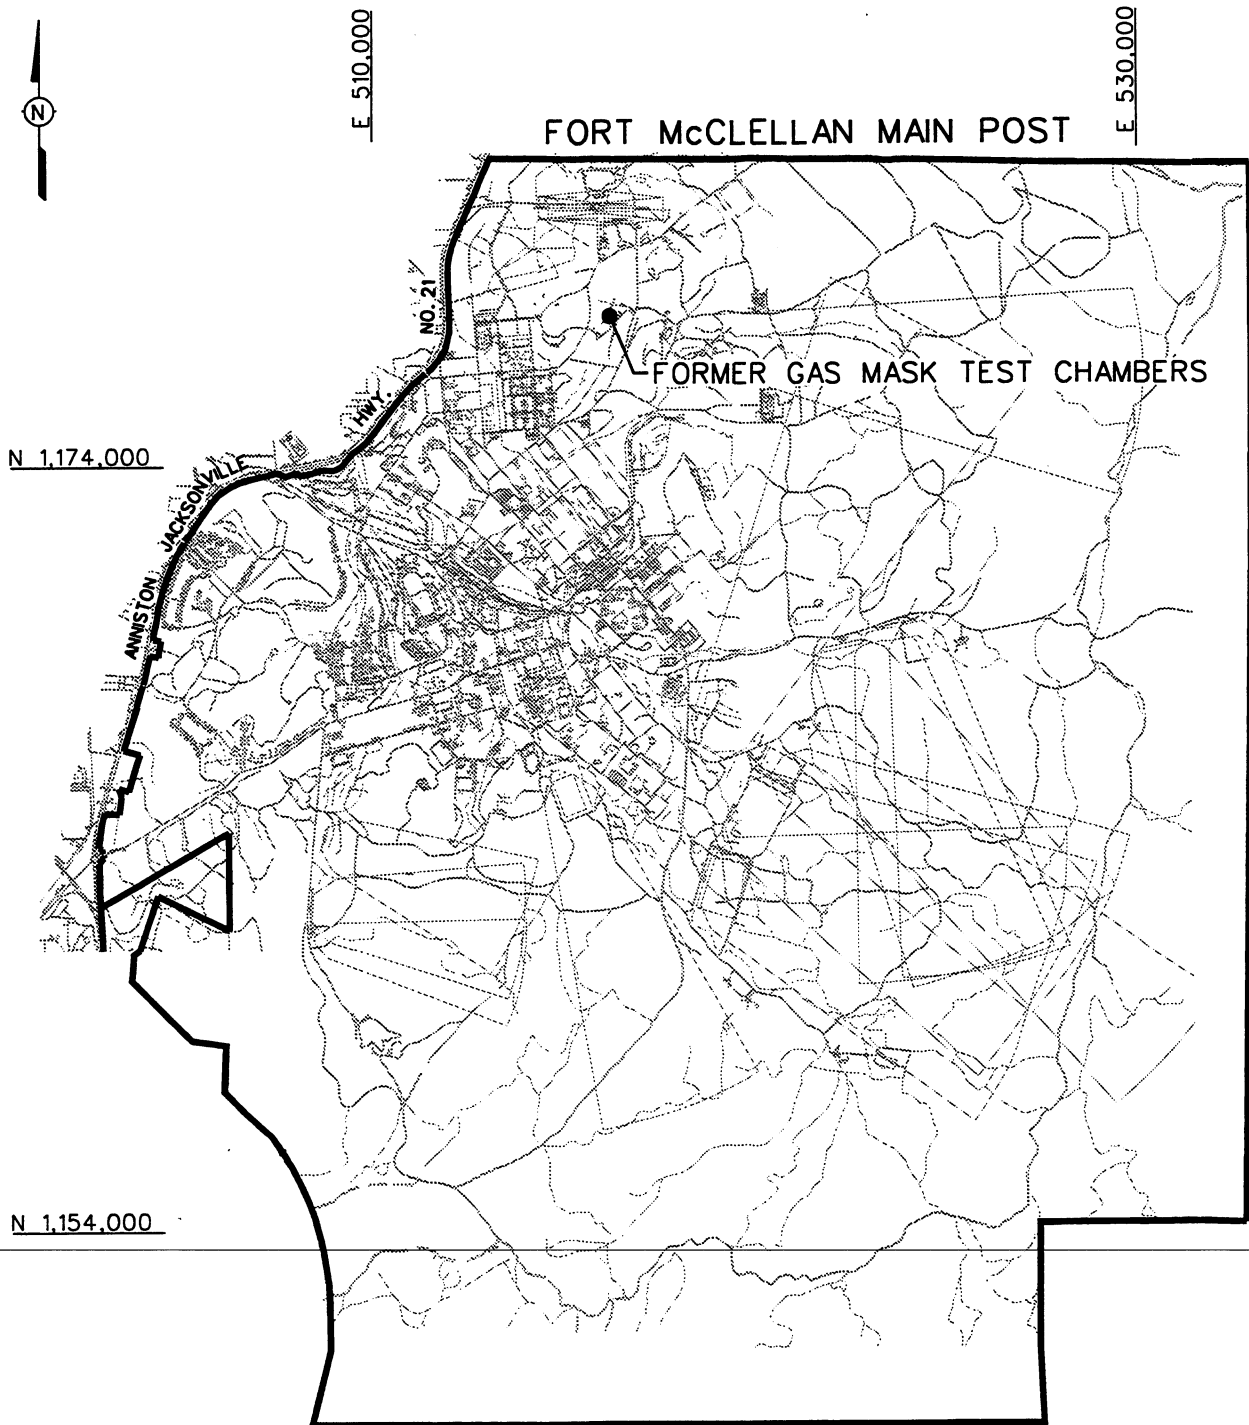 E 510,000
E 530,000
N
FORT McCLELLAN MAIN POST
NO. 21
FORMER GAS MASK TEST CHAMBERS
HWY.
N 1,174,000
JACKSONVILLE
ANNISTON
N 1,154,000